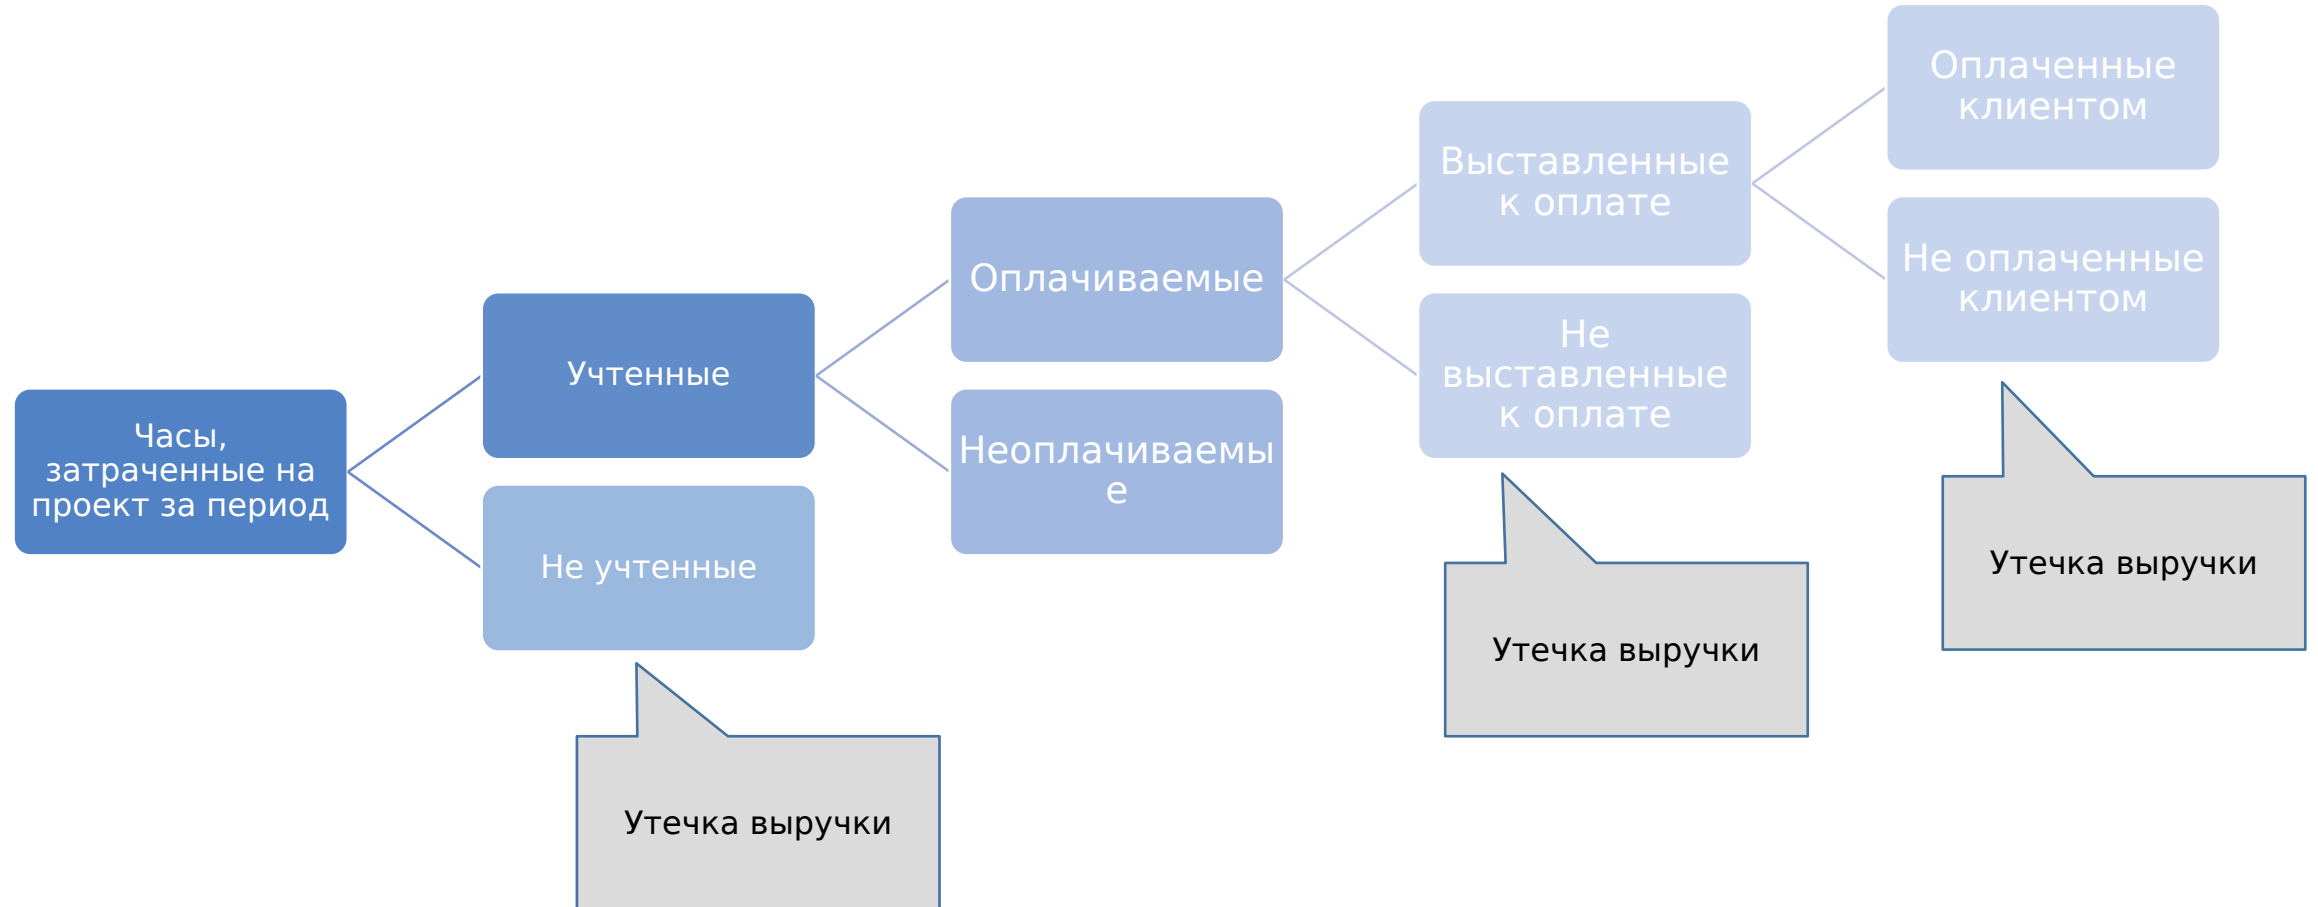 Часы,
затраченные на
проект за период
Учтенные
Не учтенные
Оплачиваемые
Неоплачиваемы
е
Выставленные
к оплате
Не
выставленные
к оплате
Оплаченные
клиентом
Не оплаченные
клиентом
Утечка выручки
Утечка выручки
Утечка выручки